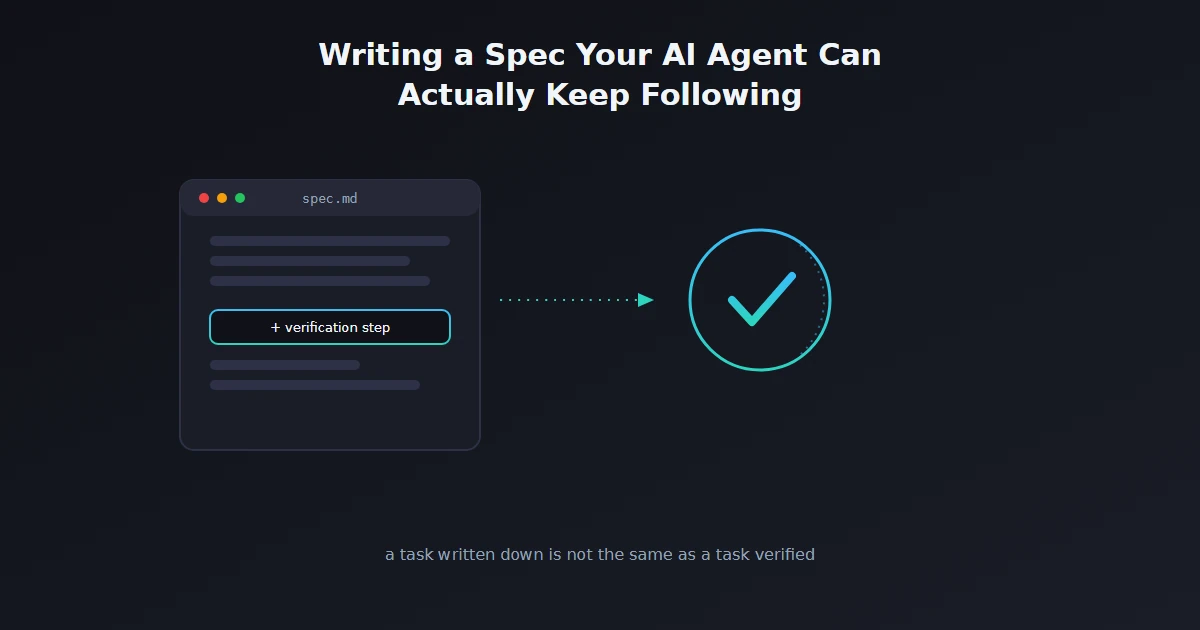 Writing a Spec Your AI Agent Can
Actually Keep Following
spec.md
+ verification step
a task written down is not the same as a task verified